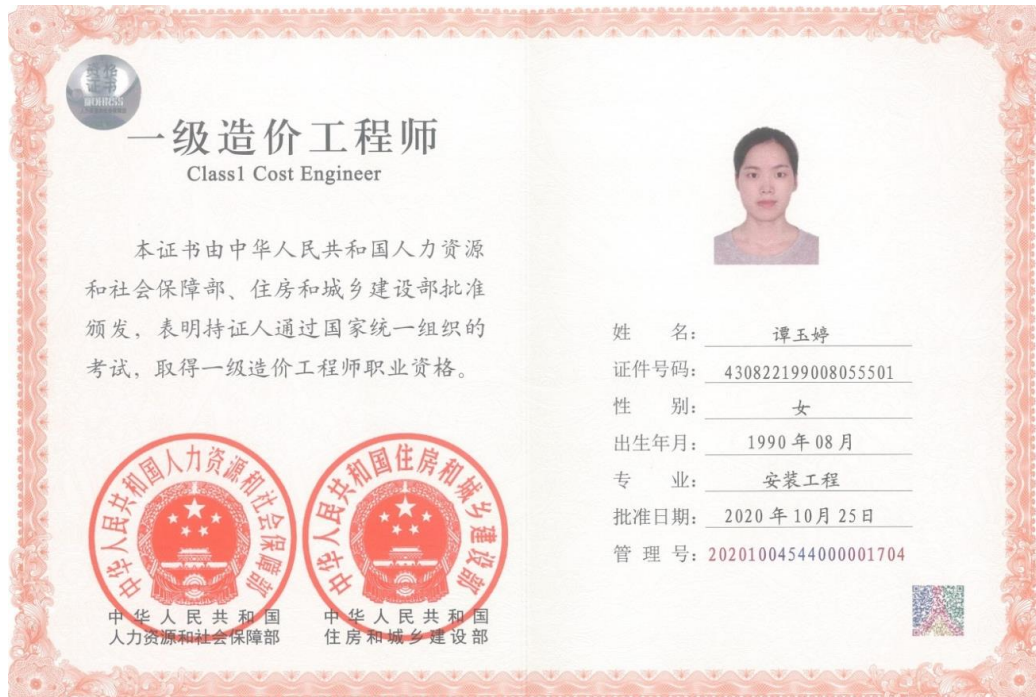 资格
证书
MOHRSS
一级造价工程师
Class1 Cost Engineer
本证书由中华人民共和国人力资源
和社会保障部、住房和城乡建设部批准
颁发，表明持证人通过国家统一组织的
考试，取得一级造价工程师职业资格。
中华人民共和国人力资源和社会保障部
中华人民共和国住房和城乡建设部
中华人民共和国
人力资源和社会保障部
中华人民共和国
住房和城乡建设部
姓 名： 谭玉婷
证件号码： 430822199008055501
性 别： 女
出生年月： 1990年08月
专 业： 安装工程
批准日期： 2020年10月25日
管 理 号：20201004544000001704